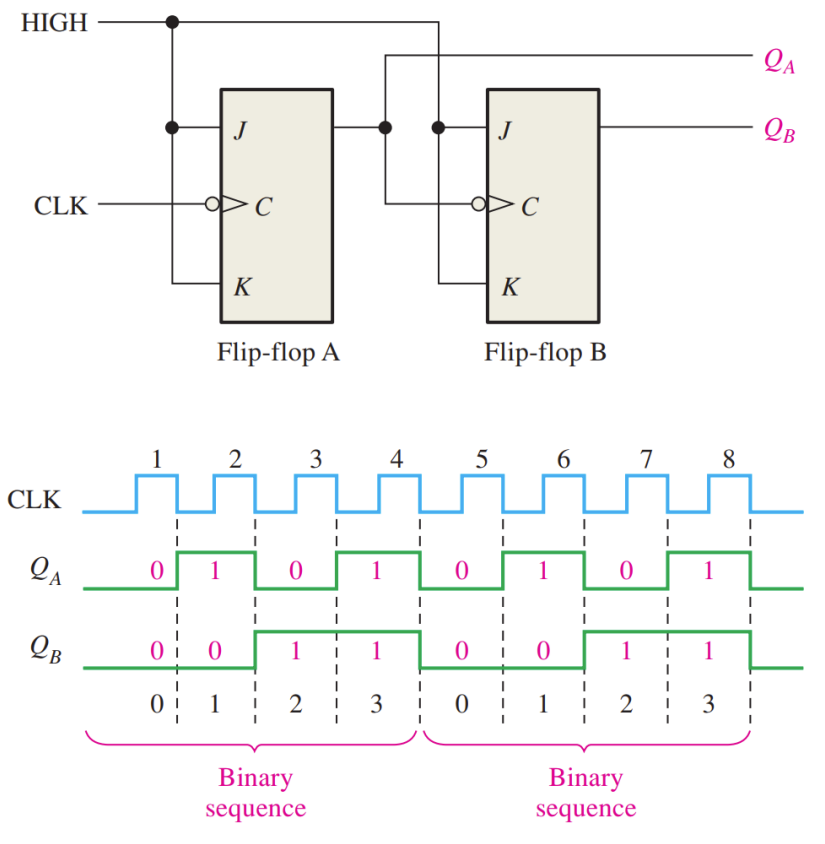 HIGH
Q_A
J J Q_B
CLK C C
K K
Flip-flop A Flip-flop B
1 2 3 4 5 6 7 8
CLK
Q_A 0 1 0 1 0 1 0 1
Q_B 0 0 1 1 0 0 1 1
0 1 2 3 0 1 2 3
Binary Binary
sequence sequence